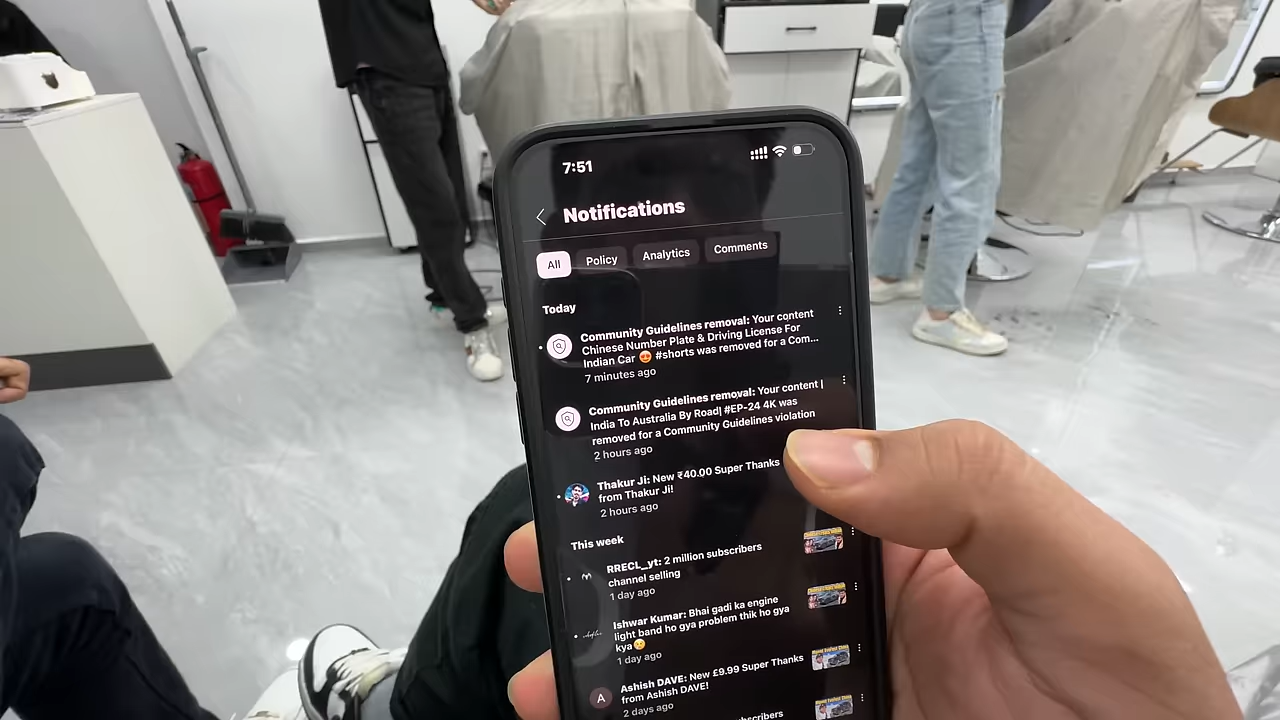 7:51
Notifications
All
Policy
Analytics
Comments
Today
Community Guidelines removal: Your content
Chinese Number Plate & Driving License For
Indian Car 😍 #shorts was removed for a Com...
7 minutes ago
Community Guidelines removal: Your content |
India To Australia By Road| #EP-24 4K was
removed for a Community Guidelines violation
2 hours ago
Thakur Ji: New ₹40.00 Super Thanks
from Thakur Ji!
2 hours ago
This week
RRECL_yt: 2 million subscribers
channel selling
1 day ago
Ishwar Kumar: Bhai gadi ka engine
light band ho gya problem thik ho gya
kya🥹
1 day ago
A
Ashish DAVE: New £9.99 Super Thanks
from Ashish DAVE!
2 days ago
subscribers